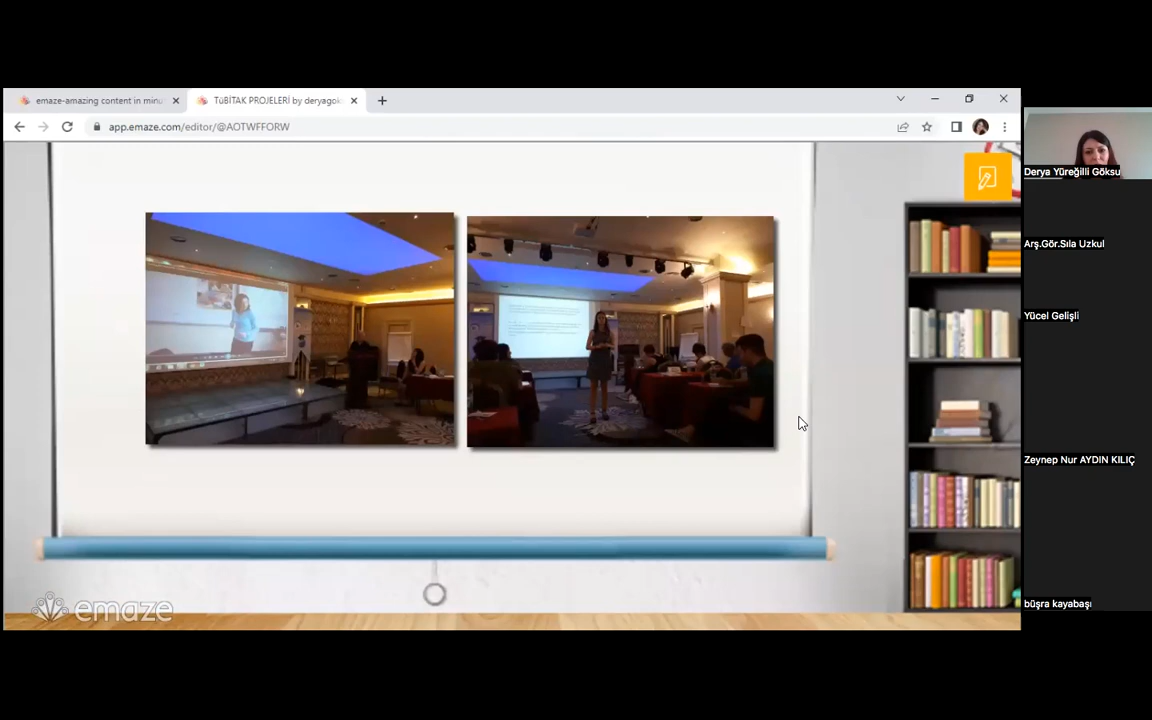 emaze-amazing content in minu
TÜBİTAK PROJELERİ by deryagok
app.emaze.com/editor/@AOTWFFORW
Derya Yüreğilli Göksu
Arş.Gör.Sıla Uzkul
Yücel Gelişli
Zeynep Nur AYDIN KILIÇ
büşra kayabaşı
emaze